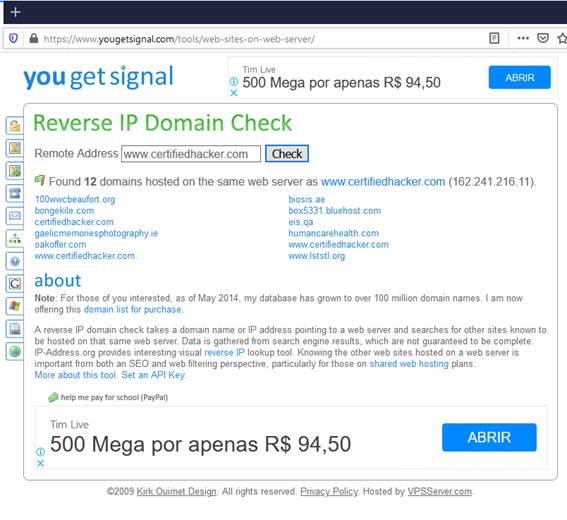 +
https://www.yougetsignal.com/tools/web-sites-on-web-server/
you get signal
Tim Live
500 Mega por apenas R$ 94,50
ABRIR
Reverse IP Domain Check
Remote Address www.certifiedhacker.com Check
Found 12 domains hosted on the same web server as www.certifiedhacker.com (162.241.216.11).
100wwcbeaufort.org biosis.ae
bongekile.com box5331.bluehost.com
certifiedhacker.com eis.qa
gaelicmemoriesphotography.ie humancarehealth.com
oakoffer.com www.certifiedhacker.com
www.certifiedhacker.com. www.lststl.org
about
Note: For those of you interested, as of May 2014, my database has grown to over 100 million domain names. I am now
offering this domain list for purchase.
A reverse IP domain check takes a domain name or IP address pointing to a web server and searches for other sites known to
be hosted on that same web server. Data is gathered from search engine results, which are not guaranteed to be complete.
IP-Address.org provides interesting visual reverse IP lookup tool. Knowing the other web sites hosted on a web server is
important from both an SEO and web filtering perspective, particularly for those on shared web hosting plans.
More about this tool. Set an API Key.
help me pay for school (PayPal)
Tim Live
500 Mega por apenas R$ 94,50
ABRIR
©2009 Kirk Ouimet Design. All rights reserved. Privacy Policy. Hosted by VPSServer.com.